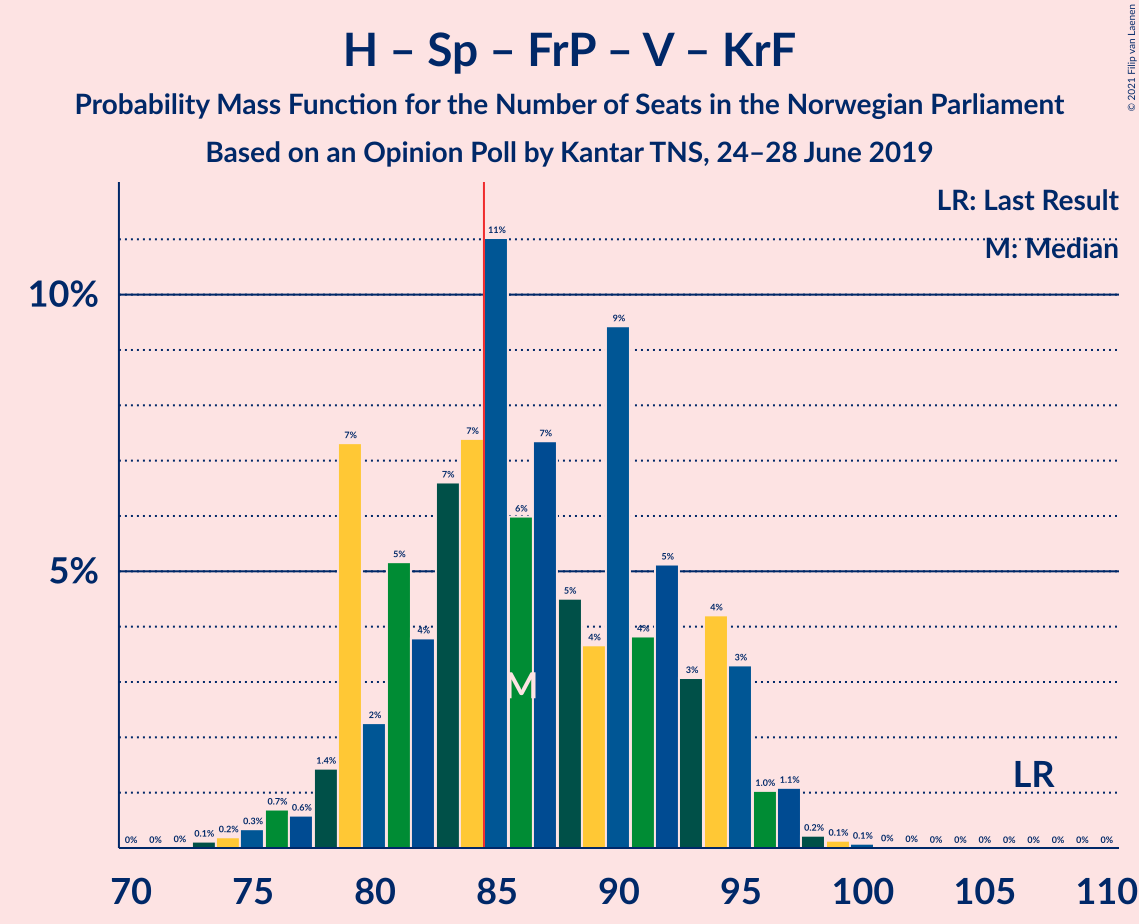 H – Sp – FrP – V – KrF
Probability Mass Function for the Number of Seats in the Norwegian Parliament
Based on an Opinion Poll by Kantar TNS, 24–28 June 2019
© 2021 Filip van Laenen
LR: Last Result
M: Median
10%
5%
0% 0% 0% 0.1% 0.2% 0.3% 0.7% 0.6% 1.4% 7% 2% 5% 4% 7% 7% 11% 6% 7% 5% 4% 9% 4% 5% 3% 4% 3% 1.0% 1.1% 0.2% 0.1% 0.1% 0% 0% 0% 0% 0% 0% 0% 0% 0% 0%
M
LR
70 75 80 85 90 95 100 105 110